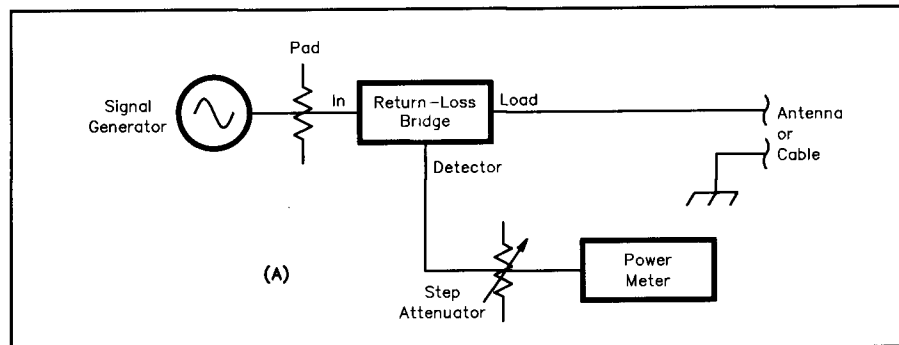 Pad
Signal
Generator
In
Return-Loss
Bridge
Load
Antenna
or
Cable
Detector
(A)
Step
Attenuator
Power
Meter